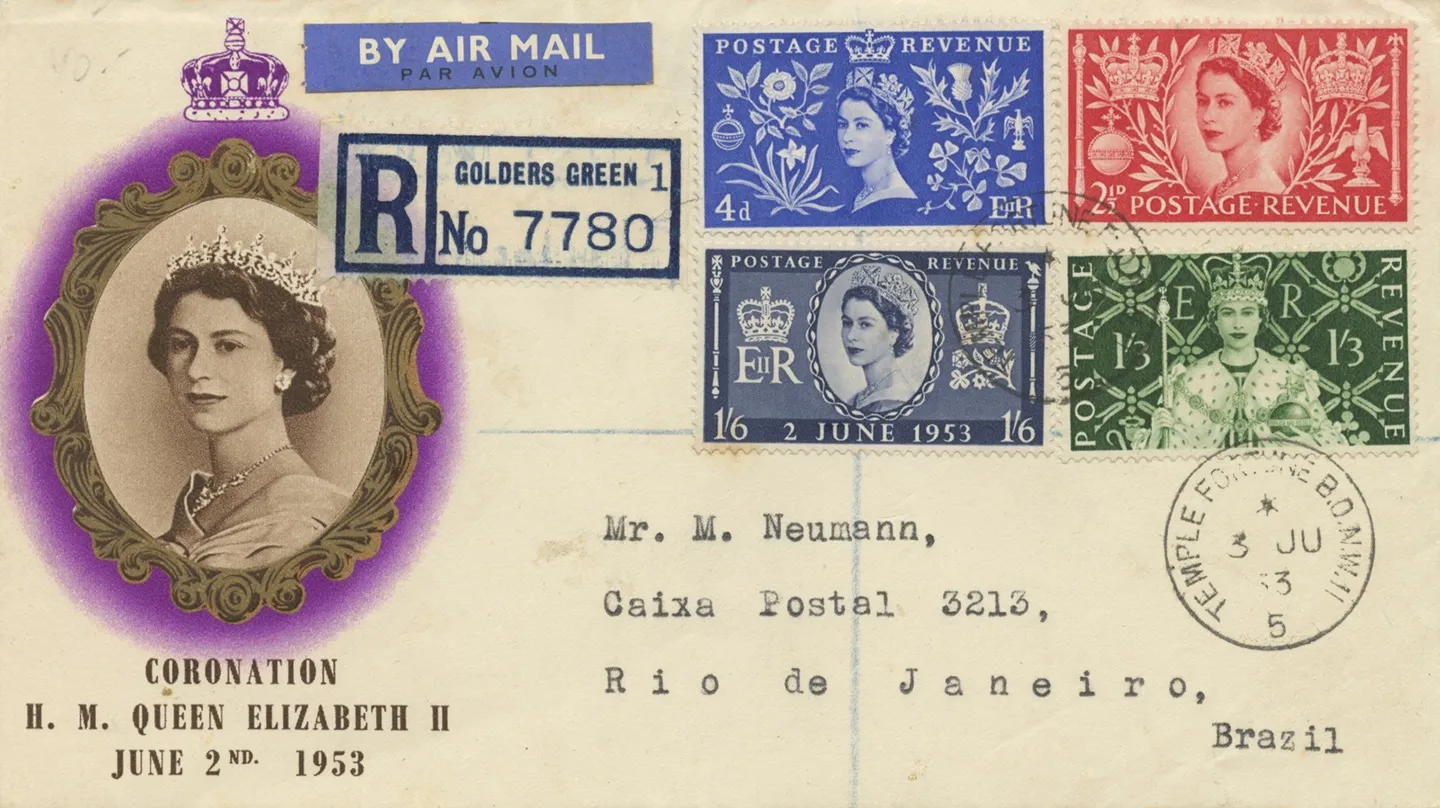 BY AIR MAIL
PAR AVION
R
GOLDERS GREEN 1
No 7780
POSTAGE REVENUE
4d EIIR
2½D POSTAGE·REVENUE
POSTAGE REVENUE
EIIR
1/6 2 JUNE 1953 1/6
POSTAGE
E R
1/3 1/3
REVENUE
TEMPLE FORTUNE B.O. N.W.11
3 JU
53
5
Mr. M. Neumann,
Caixa Postal 3213,
Rio de Janeiro,
Brazil
CORONATION
H. M. QUEEN ELIZABETH II
JUNE 2ND. 1953